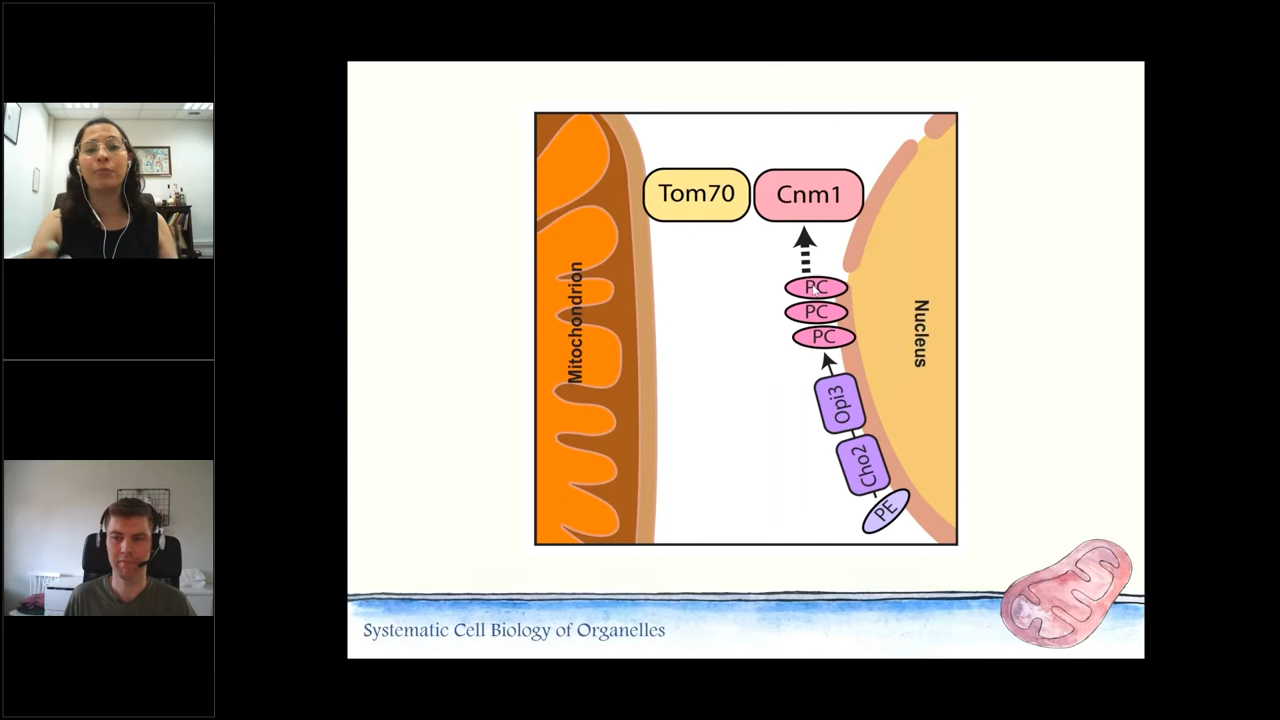 Tom70
Cnm1
PC
PC
PC
Mitochondrion
Nucleus
Opi3
Cho2
PE
Systematic Cell Biology of Organelles